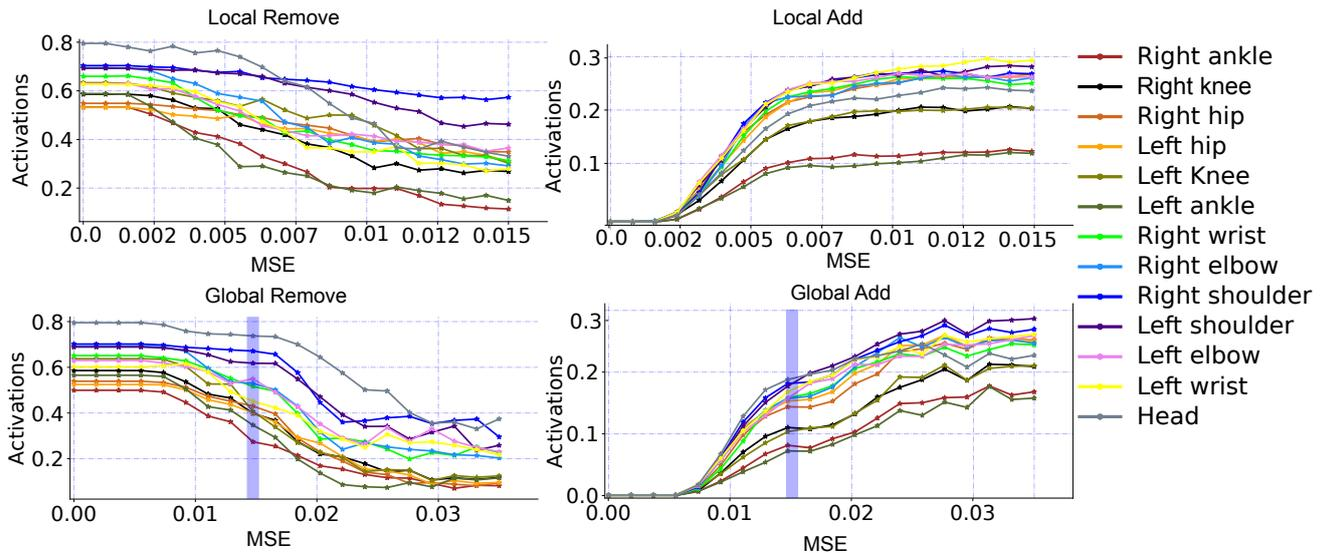 Local Remove
0.8
0.6
0.4
0.2
Activations
0.0 0.002 0.005 0.007 0.01 0.012 0.015
MSE
Local Add
0.3
0.2
0.1
Activations
0.0 0.002 0.005 0.007 0.01 0.012 0.015
MSE
Global Remove
0.8
0.6
0.4
0.2
Activations
0.00 0.01 0.02 0.03
MSE
Global Add
0.3
0.2
0.1
0.0
Activations
0.00 0.01 0.02 0.03
MSE
Right ankle
Right knee
Right hip
Left hip
Left Knee
Left ankle
Right wrist
Right elbow
Right shoulder
Left shoulder
Left elbow
Left wrist
Head